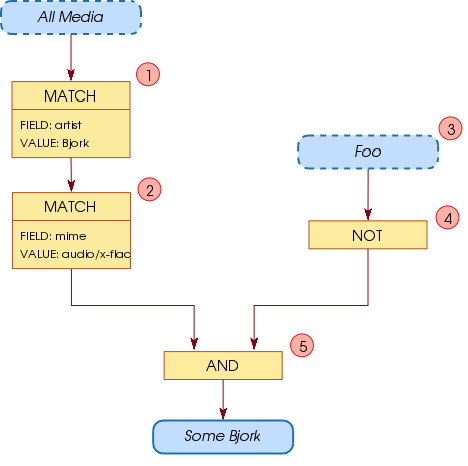 All Media
1
MATCH
FIELD: artist
VALUE: Bjork
2
MATCH
FIELD: mime
VALUE: audio/x-flac
3
Foo
4
NOT
5
AND
Some Bjork